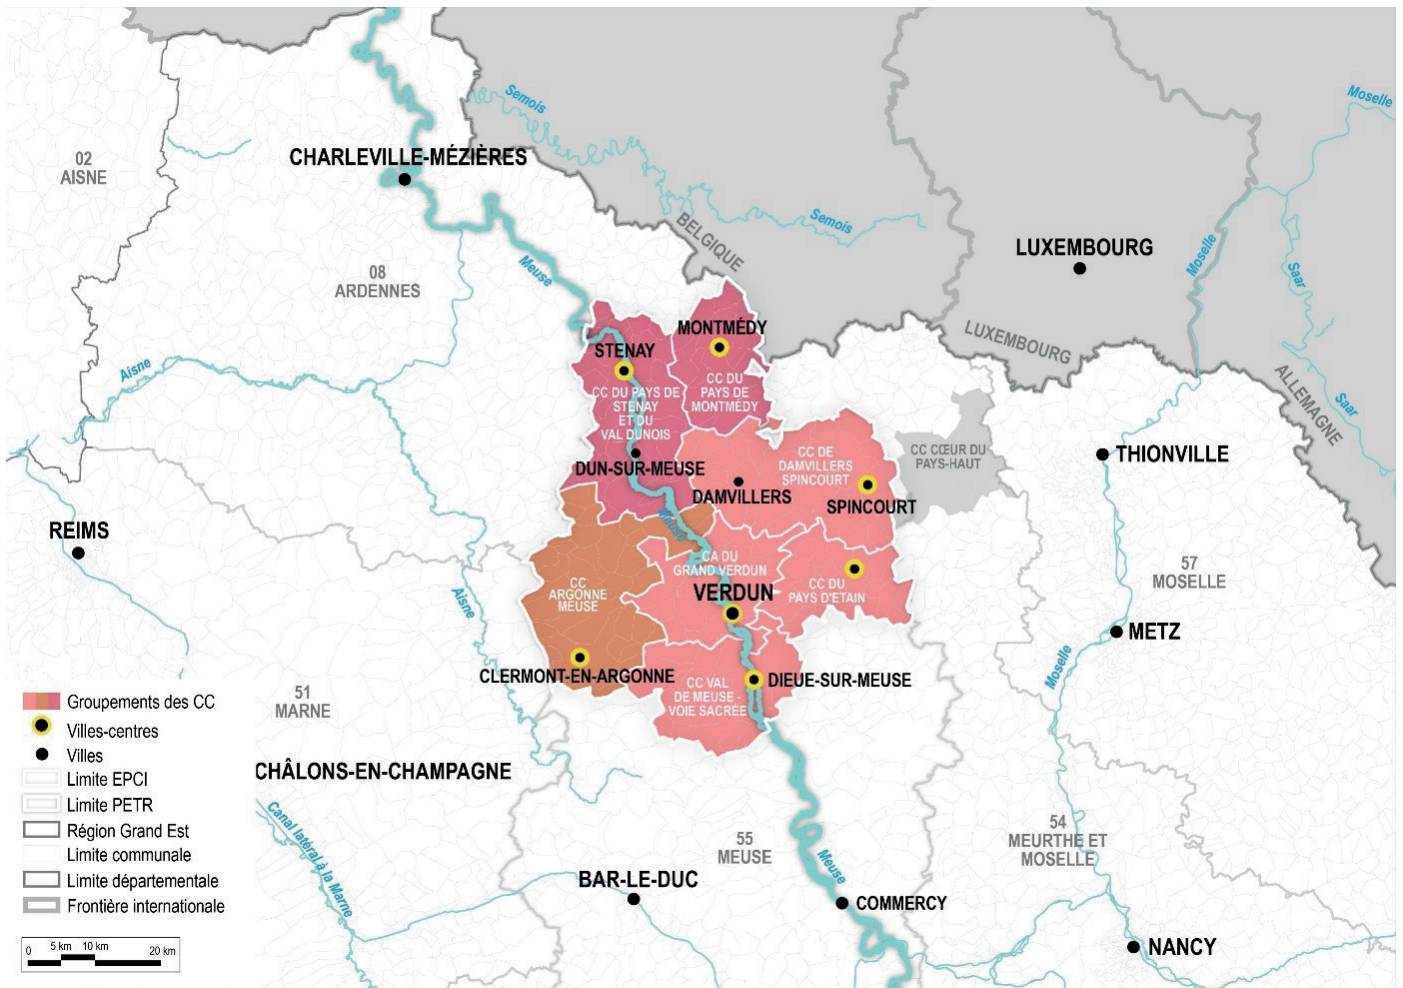 Semois
Moselle
CHARLEVILLE-MÉZIÈRES
02
AISNE
Semois
BELGIQUE
LUXEMBOURG
Moselle
Saar
Meuse
08
ARDENNES
MONTMÉDY
LUXEMBOURG
STENAY
Aisne
CC DU
PAYS DE
MONTMÉDY
CC DU PAYS DE
STENAY
ET DU
VAL DUNOIS
ALLEMAGNE
Saar
CC DE
DAMVILLERS
SPINCOURT
CC CŒUR DU
PAYS-HAUT
THIONVILLE
DUN-SUR-MEUSE
DAMVILLERS
SPINCOURT
REIMS
Meuse
CA DU
GRAND VERDUN
57
MOSELLE
CC
ARGONNE
MEUSE
CC DU
PAYS D'ETAIN
Aisne
VERDUN
METZ
CLERMONT-EN-ARGONNE
DIEUE-SUR-MEUSE
Moselle
CC VAL
DE MEUSE -
VOIE SACRÉE
51
MARNE
Groupements des CC
Villes-centres
Villes
Limite EPCI
Limite PETR
Région Grand Est
Limite communale
Limite départementale
Frontière internationale
0 5 km 10 km 20 km
CHÂLONS-EN-CHAMPAGNE
Canal latéral à la Marne
55
MEUSE
54
MEURTHE ET
MOSELLE
Meuse
BAR-LE-DUC
COMMERCY
NANCY